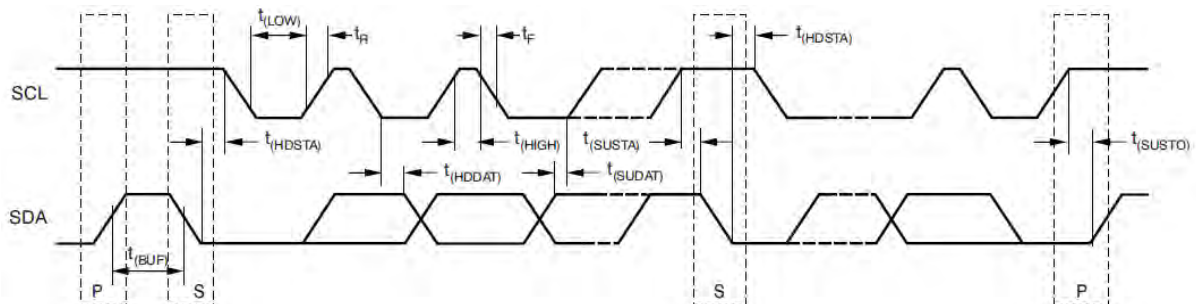 t(LOW)
tR
tF
t(HDSTA)
SCL
t(HDSTA)
t(HIGH)
t(SUSTA)
t(SUSTO)
t(HDDAT)
t(SUDAT)
SDA
t(BUF)
P
S
S
P